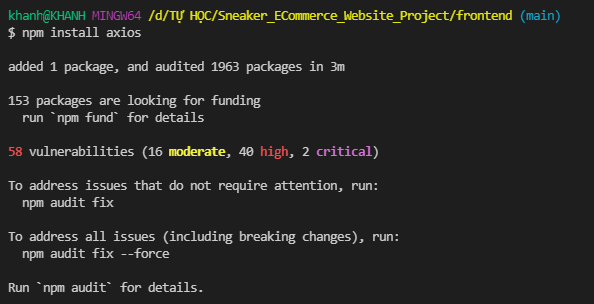 khanh@KHANH MINGW64 /d/TỰ HỌC/Sneaker_ECommerce_Website_Project/frontend (main)
$ npm install axios
added 1 package, and audited 1963 packages in 3m
153 packages are looking for funding
run `npm fund` for details
58 vulnerabilities (16 moderate, 40 high, 2 critical)
To address issues that do not require attention, run:
npm audit fix
To address all issues (including breaking changes), run:
npm audit fix --force
Run `npm audit` for details.